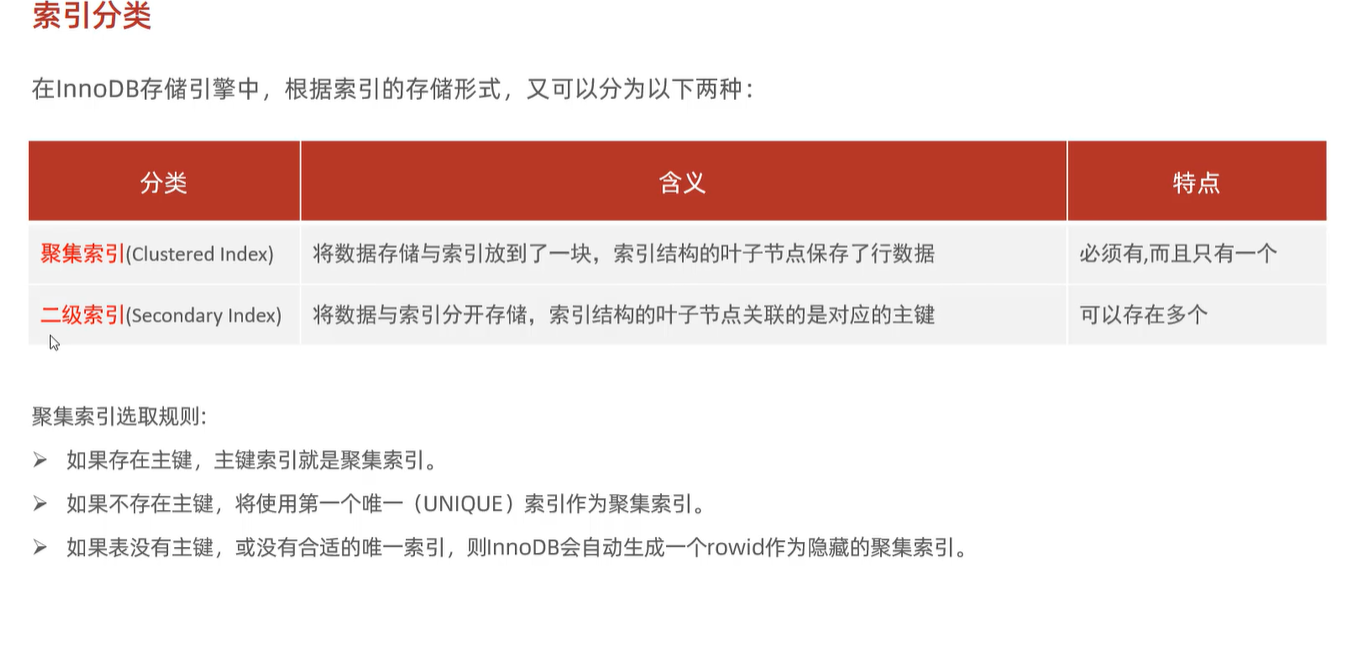 索引分类
在InnoDB存储引擎中，根据索引的存储形式，又可以分为以下两种：
分类 含义 特点
聚集索引(Clustered Index) 将数据存储与索引放到了一块，索引结构的叶子节点保存了行数据 必须有,而且只有一个
二级索引(Secondary Index) 将数据与索引分开存储，索引结构的叶子节点关联的是对应的主键 可以存在多个
聚集索引选取规则:
➢ 如果存在主键，主键索引就是聚集索引。
➢ 如果不存在主键，将使用第一个唯一（UNIQUE）索引作为聚集索引。
➢ 如果表没有主键，或没有合适的唯一索引，则InnoDB会自动生成一个rowid作为隐藏的聚集索引。